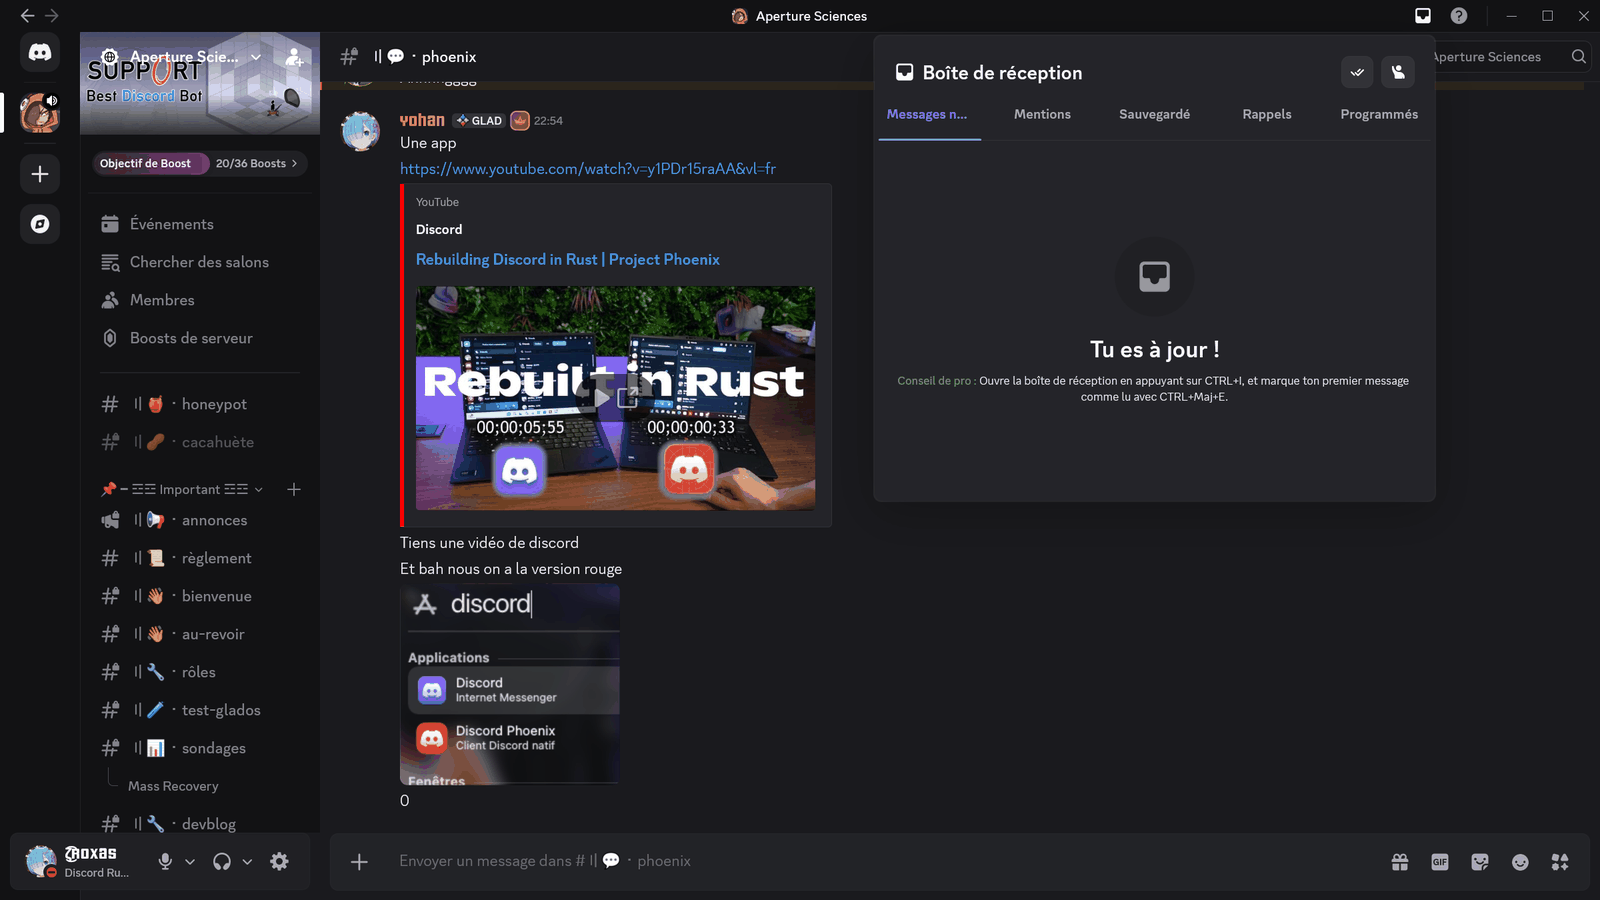 Aperture Sciences
SUPPORT
Aperture Scie...
Best Discord Bot
Objectif de Boost
20/36 Boosts
Événements
Chercher des salons
Membres
Boosts de serveur
honeypot
cacahuète
Important
annonces
règlement
bienvenue
au-revoir
rôles
test-glados
sondages
Mass Recovery
devblog
Roxas
Discord Ru...
phoenix
Yohan GLAD 22:54
Une app
https://www.youtube.com/watch?v=y1PDr15raAA&vl=fr
YouTube
Discord
Rebuilding Discord in Rust | Project Phoenix
Rebuilt in Rust
00;00;05;55 00;00;00;33
Tiens une vidéo de discord
Et bah nous on a la version rouge
discord
Applications
Discord
Internet Messenger
Discord Phoenix
Client Discord natif
Fenêtres
0
Envoyer un message dans # phoenix
GIF
Aperture Sciences
Boîte de réception
Messages n... Mentions Sauvegardé Rappels Programmés
Tu es à jour !
Conseil de pro : Ouvre la boîte de réception en appuyant sur CTRL+I, et marque ton premier message
comme lu avec CTRL+Maj+E.